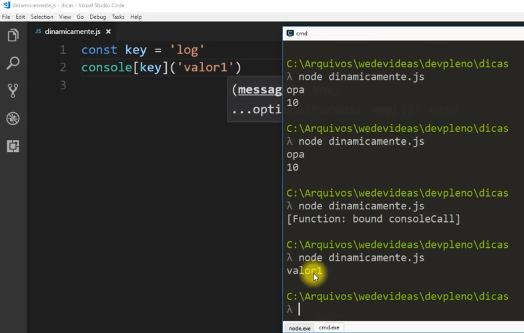 dinamicamente.js - dicas - Visual Studio Code
File Edit Selection View Go Debug Tasks Help
JS dinamicamente.js ×
1 const key = 'log'
2 console[key]('valor1')
3
(messag
...opti
cmd
C:\Arquivos\wedevideas\devpleno\dicas
λ node dinamicamente.js
opa
10
C:\Arquivos\wedevideas\devpleno\dicas
λ node dinamicamente.js
opa
10
C:\Arquivos\wedevideas\devpleno\dicas
λ node dinamicamente.js
[Function: bound consoleCall]
C:\Arquivos\wedevideas\devpleno\dicas
λ node dinamicamente.js
valor1
C:\Arquivos\wedevideas\devpleno\dicas
λ
node.exe cmd.exe